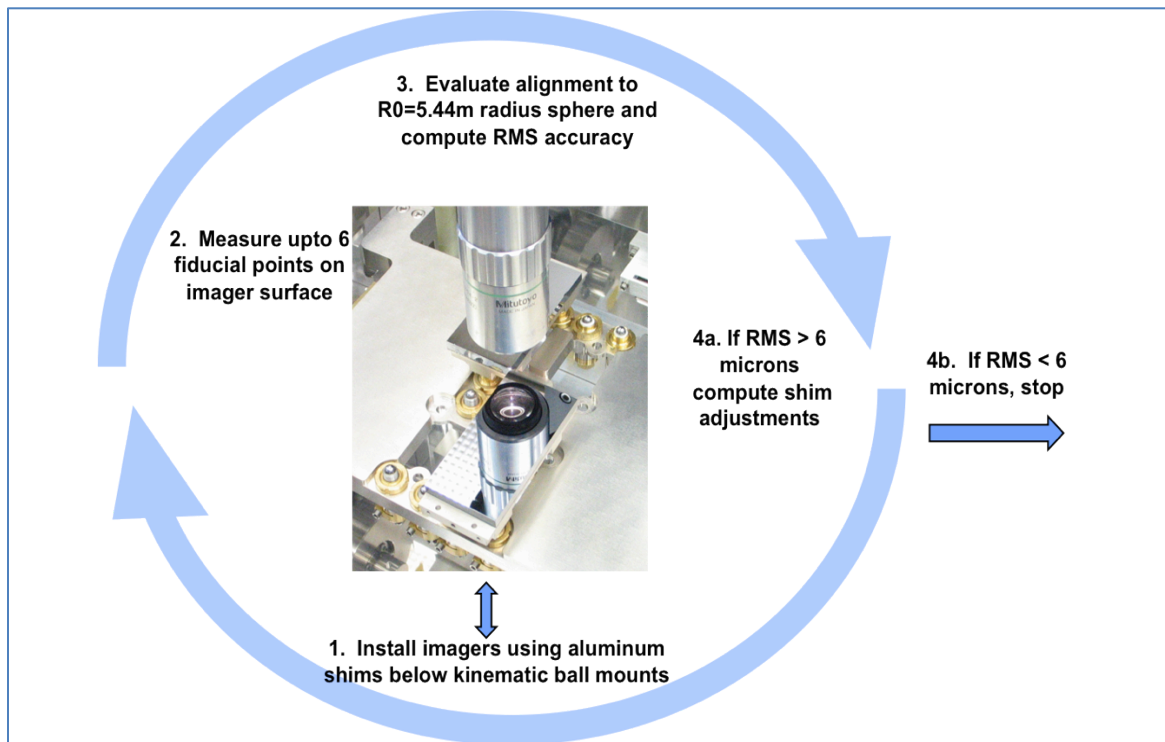 3. Evaluate alignment to
R0=5.44m radius sphere and
compute RMS accuracy
2. Measure upto 6
fiducial points on
imager surface
Mitutoyo
4a. If RMS > 6
microns
compute shim
adjustments
4b. If RMS < 6
microns, stop
1. Install imagers using aluminum
shims below kinematic ball mounts